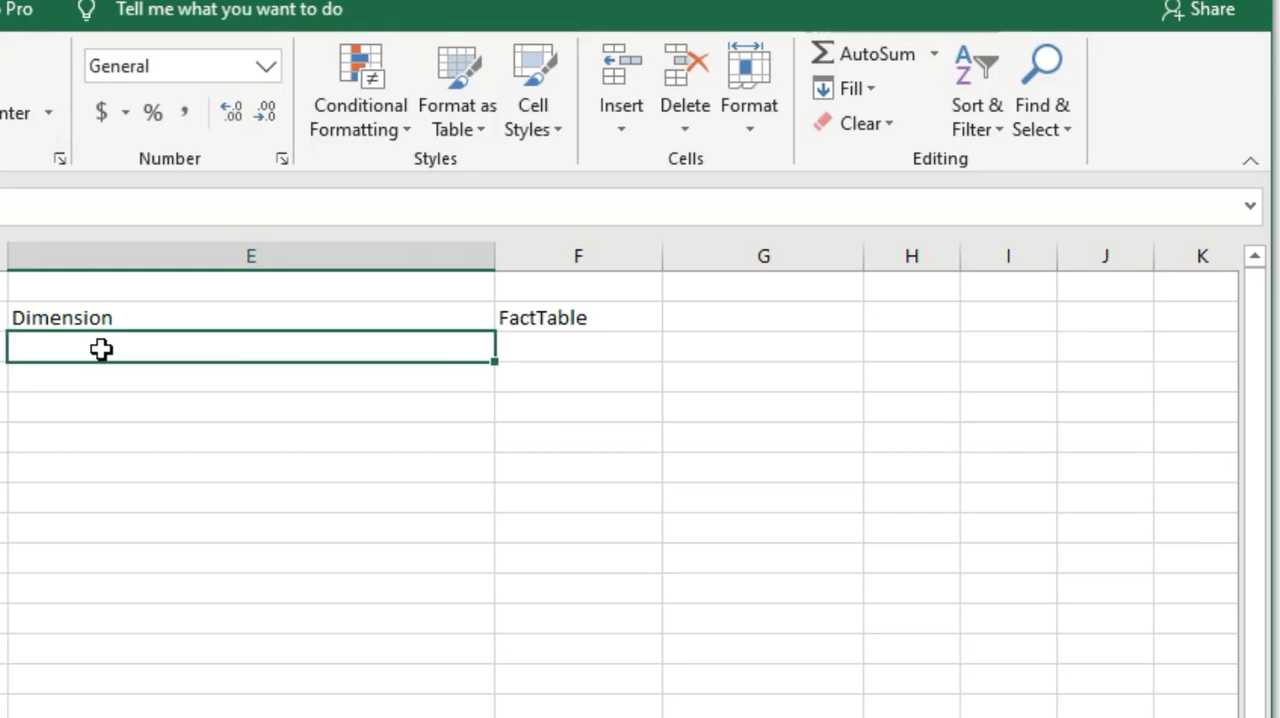 Pro
Tell me what you want to do
Share
General
$ % ,
Conditional Formatting
Format as Table
Cell Styles
Insert
Delete
Format
AutoSum
Fill
Clear
Sort & Filter
Find & Select
Number
Styles
Cells
Editing
E F G H I J K
Dimension FactTable